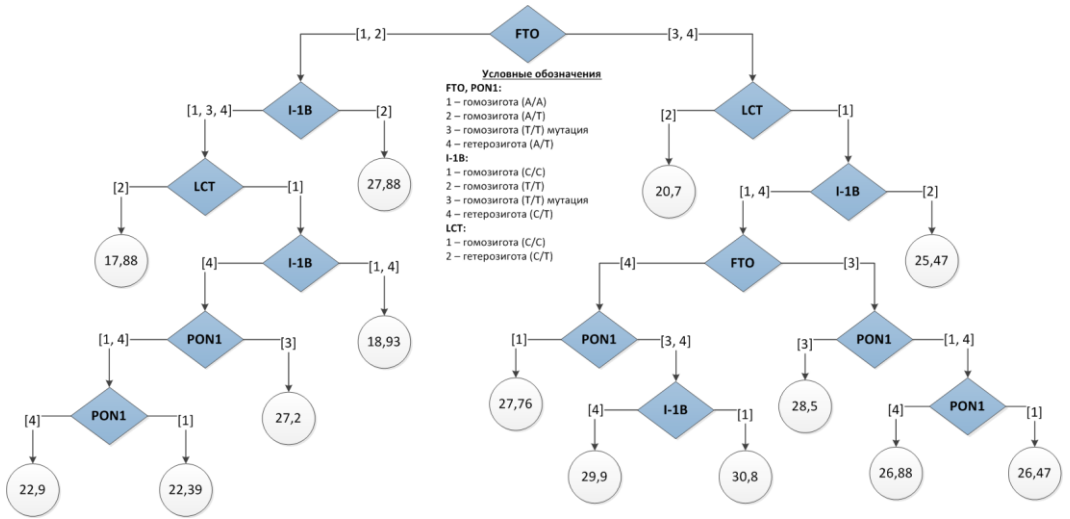 [1, 2]
FTO
[3, 4]
Условные обозначения
FTO, PON1:
1 – гомозигота (А/А)
2 – гомозигота (А/Т)
3 – гомозигота (Т/Т) мутация
4 – гетерозигота (А/Т)
I-1B:
1 – гомозигота (С/С)
2 – гомозигота (Т/Т)
3 – гомозигота (Т/Т) мутация
4 – гетерозигота (С/Т)
LCT:
1 – гомозигота (С/С)
2 – гетерозигота (С/Т)
[1, 3, 4]
I-1B
[2]
[2]
LCT
[1]
27,88
20,7
[2]
LCT
[1]
[1, 4]
I-1B
[2]
17,88
[4]
I-1B
[1, 4]
[4]
FTO
[3]
25,47
[1, 4]
PON1
[3]
18,93
[1]
PON1
[3, 4]
[3]
PON1
[1, 4]
[4]
PON1
[1]
27,2
27,76
[4]
I-1B
[1]
28,5
[4]
PON1
[1]
22,9
22,39
29,9
30,8
26,88
26,47